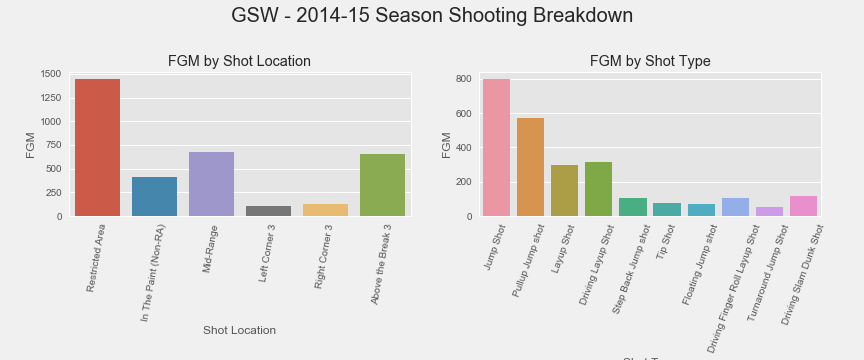 GSW - 2014-15 Season Shooting Breakdown
FGM by Shot Location
FGM
1500
1250
1000
750
500
250
0
Restricted Area
In The Paint (Non-RA)
Mid-Range
Left Corner 3
Right Corner 3
Above the Break 3
Shot Location
FGM by Shot Type
FGM
800
600
400
200
0
Jump Shot
Pullup Jump shot
Layup Shot
Driving Layup Shot
Step Back Jump shot
Tip Shot
Floating Jump shot
Driving Finger Roll Layup Shot
Turnaround Jump Shot
Driving Slam Dunk Shot